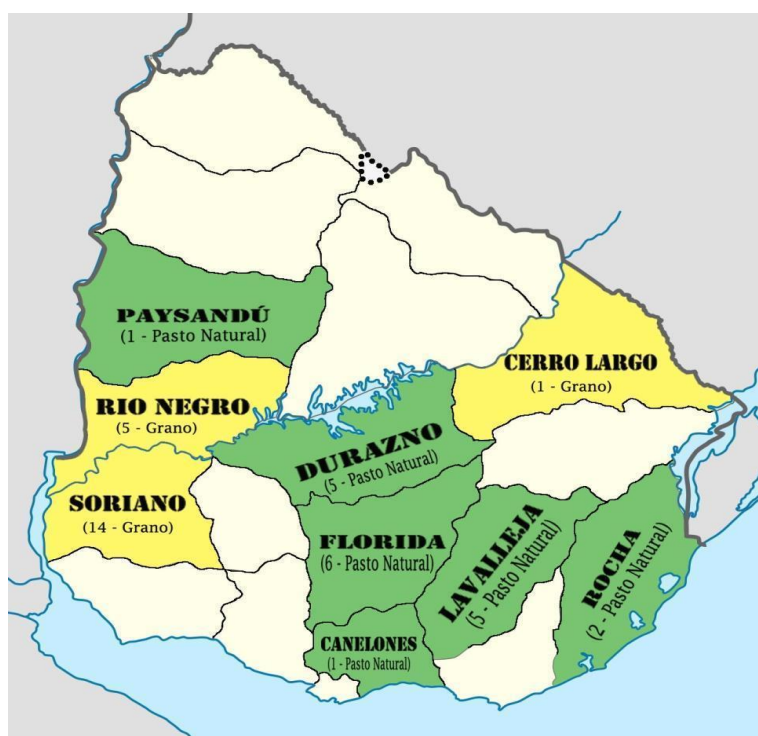 PAYSANDÚ
(1 - Pasto Natural)
CERRO LARGO
(1 - Grano)
RIO NEGRO
(5 - Grano)
DURAZNO
(5 - Pasto Natural)
SORIANO
(14 - Grano)
FLORIDA
(6 - Pasto Natural)
LAVALLEJA
(5 - Pasto Natural)
ROCHA
(2 - Pasto Natural)
CANELONES
(1 - Pasto Natural)